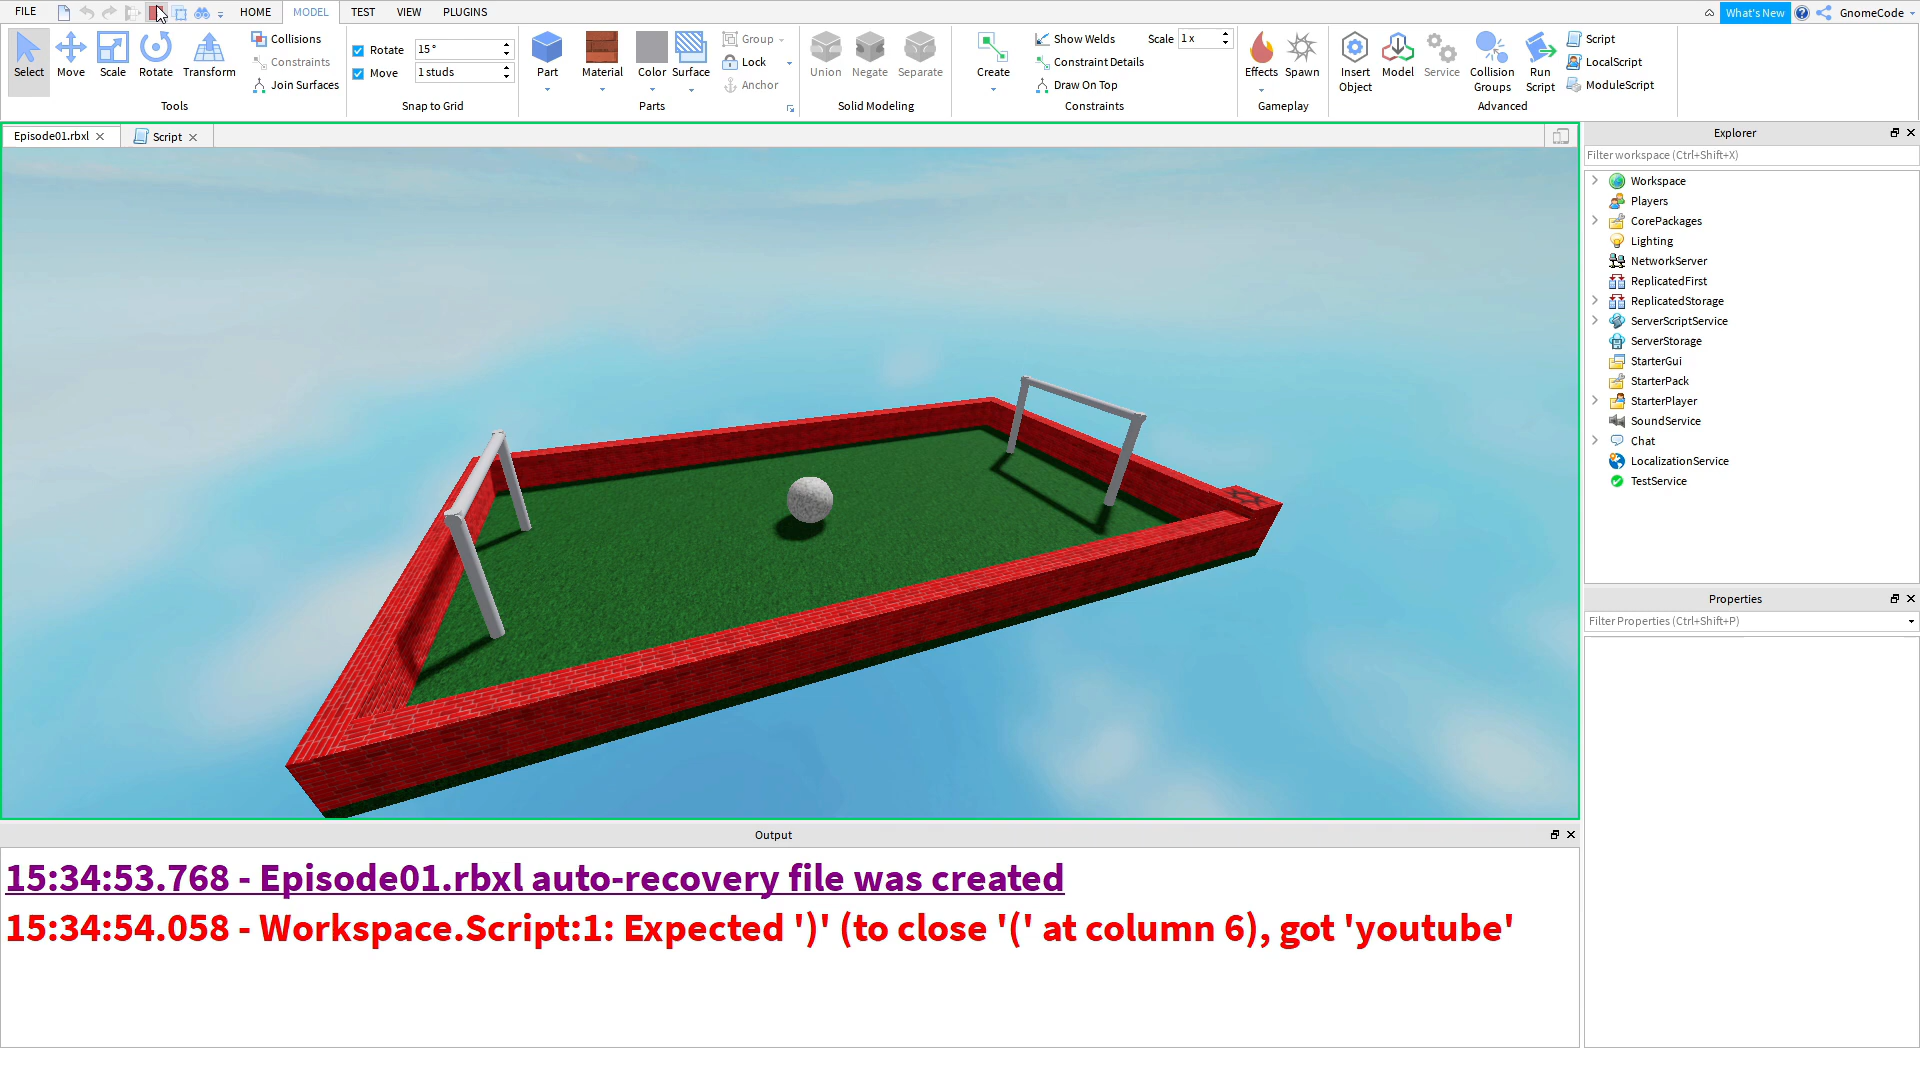 FILE
HOME
MODEL
TEST
VIEW
PLUGINS
What's New
GnomeCode
Select
Move
Scale
Rotate
Transform
Collisions
Constraints
Join Surfaces
Tools
Rotate
15°
Move
1 studs
Snap to Grid
Part
Material
Color
Surface
Group
Lock
Anchor
Parts
Union
Negate
Separate
Solid Modeling
Create
Show Welds
Scale
1 x
Constraint Details
Draw On Top
Constraints
Effects
Spawn
Gameplay
Insert
Object
Model
Service
Collision
Groups
Run
Script
Script
LocalScript
ModuleScript
Advanced
Episode01.rbxl
Script
Explorer
Filter workspace (Ctrl+Shift+X)
Workspace
Players
CorePackages
Lighting
NetworkServer
ReplicatedFirst
ReplicatedStorage
ServerScriptService
ServerStorage
StarterGui
StarterPack
StarterPlayer
SoundService
Chat
LocalizationService
TestService
Properties
Filter Properties (Ctrl+Shift+P)
Output
15:34:53.768 - Episode01.rbxl auto-recovery file was created
15:34:54.058 - Workspace.Script:1: Expected ')' (to close '(' at column 6), got 'youtube'